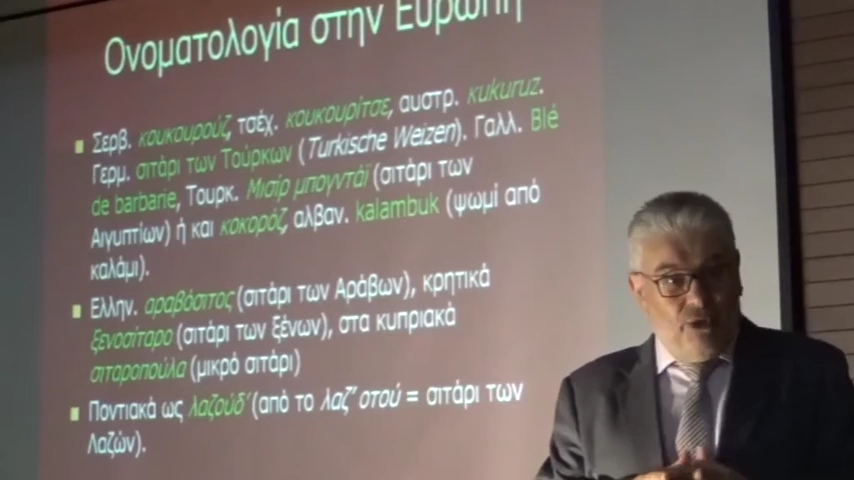 Ονοματολογία στην Ευρώπη
Σερβ. κουκουρούζ, τσέχ. κουκουρίτσε, αυστρ. kukuruz.
Γερμ. σιτάρι των Τούρκων (Turkische Weizen). Γαλλ. Blé
de barbarie, Τουρκ. Μισίρ μπογντάϊ (σιτάρι των
Αιγυπτίων) ή και κοκορόζ, αλβαν. kalambuk (ψωμί από
καλάμι).
Ελλην. αραβόσιτος (σιτάρι των Αράβων), κρητικά
ξενοσίταρο (σιτάρι των ξένων), στα κυπριακά
σιταροπούλα (μικρό σιτάρι)
Ποντιακά ως λαζούδ' (από το λαζ' οτού = σιτάρι των
Λαζών).